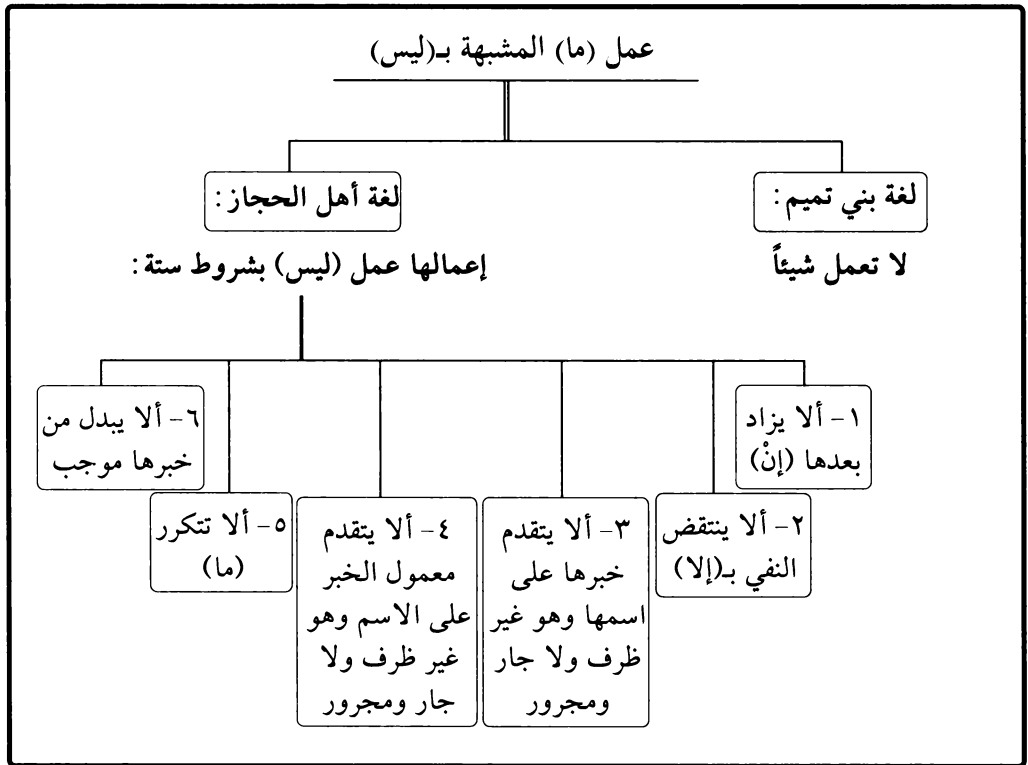 عمل (ما) المشبهة بـ(ليس)
لغة بني تميم:
لا تعمل شيئاً
لغة أهل الحجاز:
إعمالها عمل (ليس) بشروط ستة:
١- ألا يزاد
بعدها (إنْ)
٢- ألا ينتقض
النفي بـ(إلا)
٣- ألا يتقدم
خبرها على
اسمها وهو غير
ظرف ولا جار
ومجرور
٤- ألا يتقدم
معمول الخبر
على الاسم وهو
غير ظرف ولا
جار ومجرور
٥- ألا تتكرر
(ما)
٦- ألا يبدل من
خبرها موجب